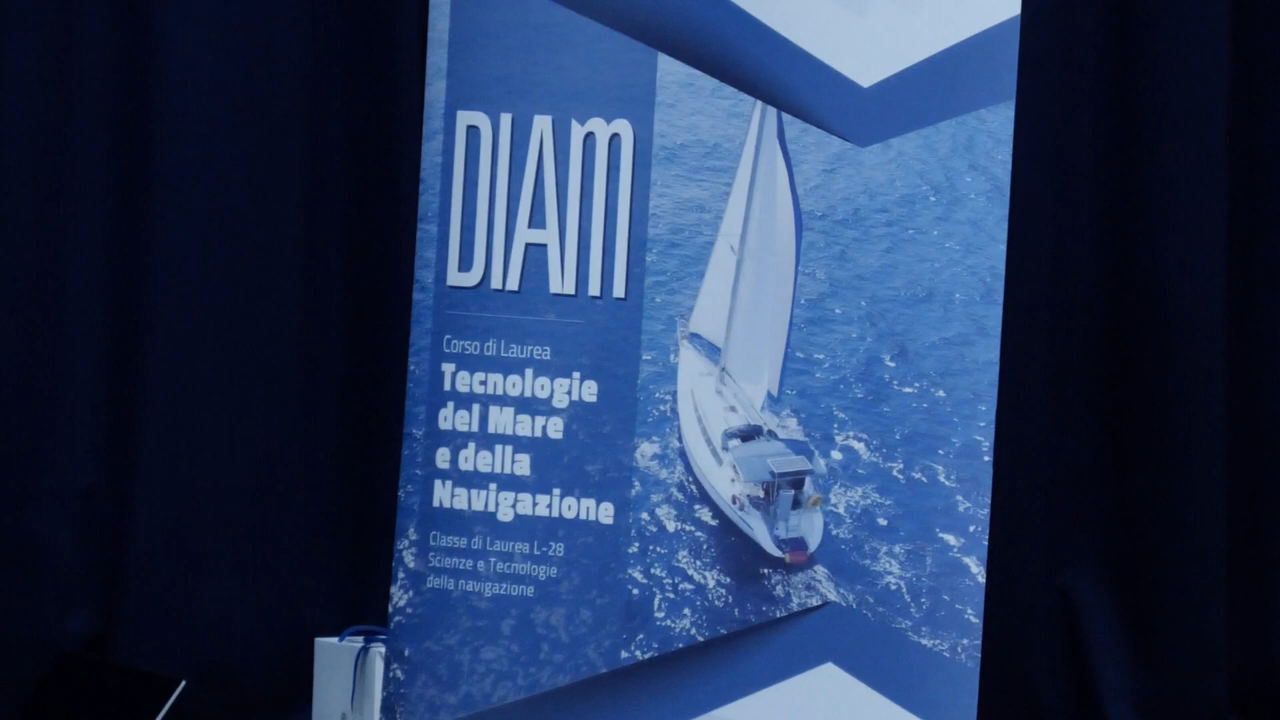 DIAM
Corso di Laurea
Tecnologie
del Mare
e della
Navigazione
Classe di Laurea L-28
Scienze e Tecnologie
della navigazione